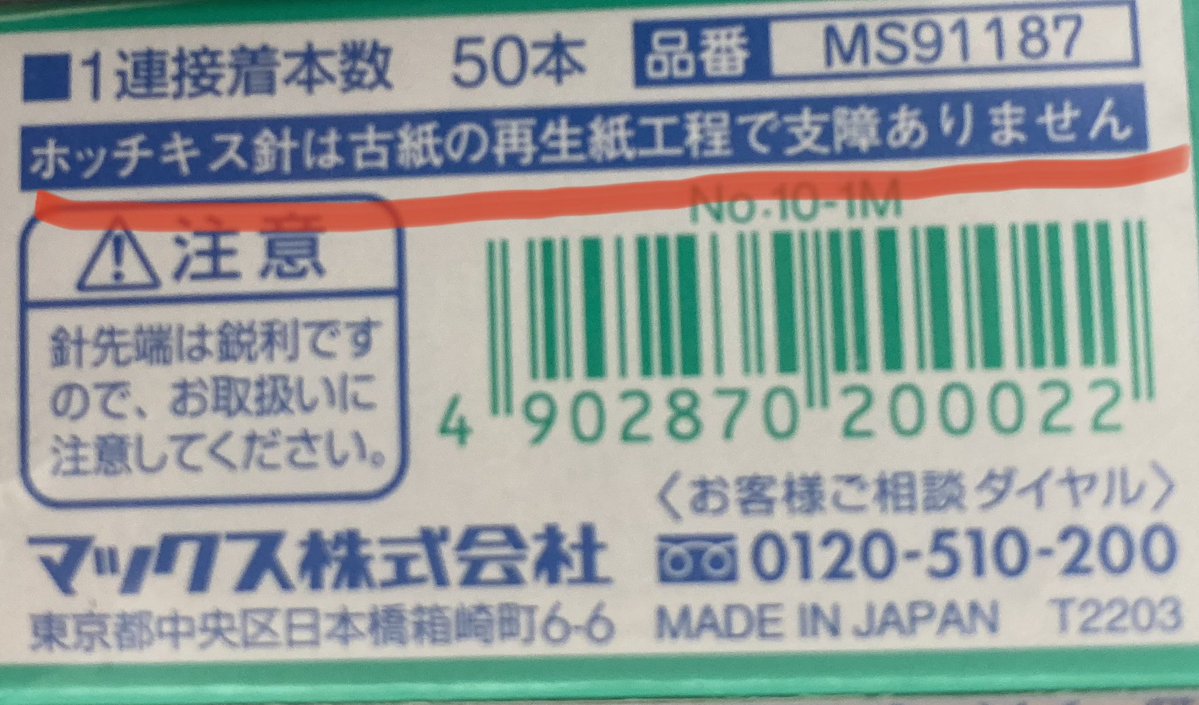 ■1連接着本数 50本 品番 MS91187
ホッチキス針は古紙の再生紙工程で支障ありません
No.10-1M
注意
針先端は鋭利です
ので、お取扱いに
注意してください。
4 902870 200022
〈お客様ご相談ダイヤル〉
マックス株式会社 0120-510-200
東京都中央区日本橋箱崎町6-6 MADE IN JAPAN T2203